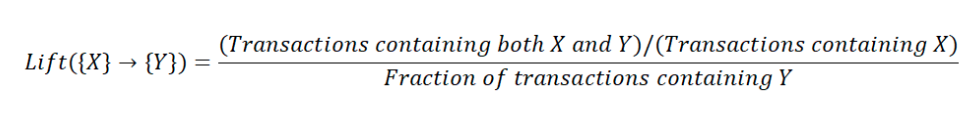 Lift({X} → {Y}) = (Transactions containing both X and Y)/(Transactions containing X)
Fraction of transactions containing Y